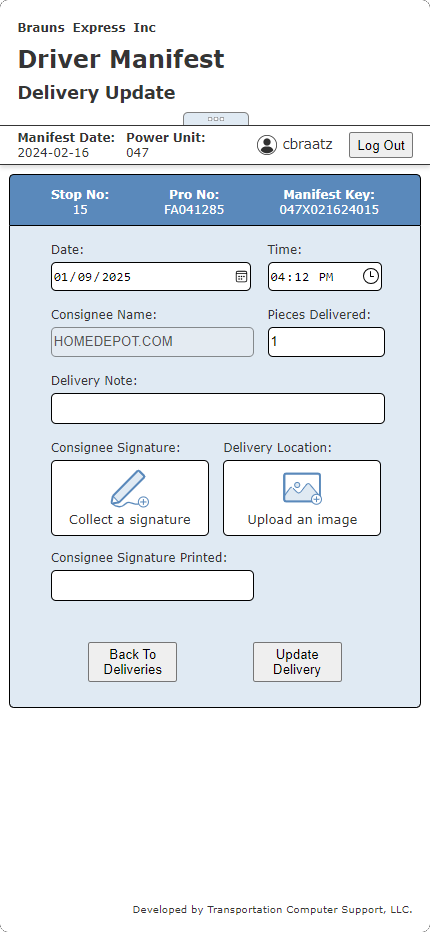 Brauns Express Inc
Driver Manifest
Delivery Update
Manifest Date: Power Unit:
2024-02-16 047
cbraatz
Log Out
Stop No: Pro No: Manifest Key:
15 FA041285 047X021624015
Date: Time:
01/09/2025 04:12 PM
Consignee Name: Pieces Delivered:
HOMEDEPOT.COM 1
Delivery Note:
Consignee Signature: Delivery Location:
Collect a signature Upload an image
Consignee Signature Printed:
Back To Deliveries
Update Delivery
Developed by Transportation Computer Support, LLC.